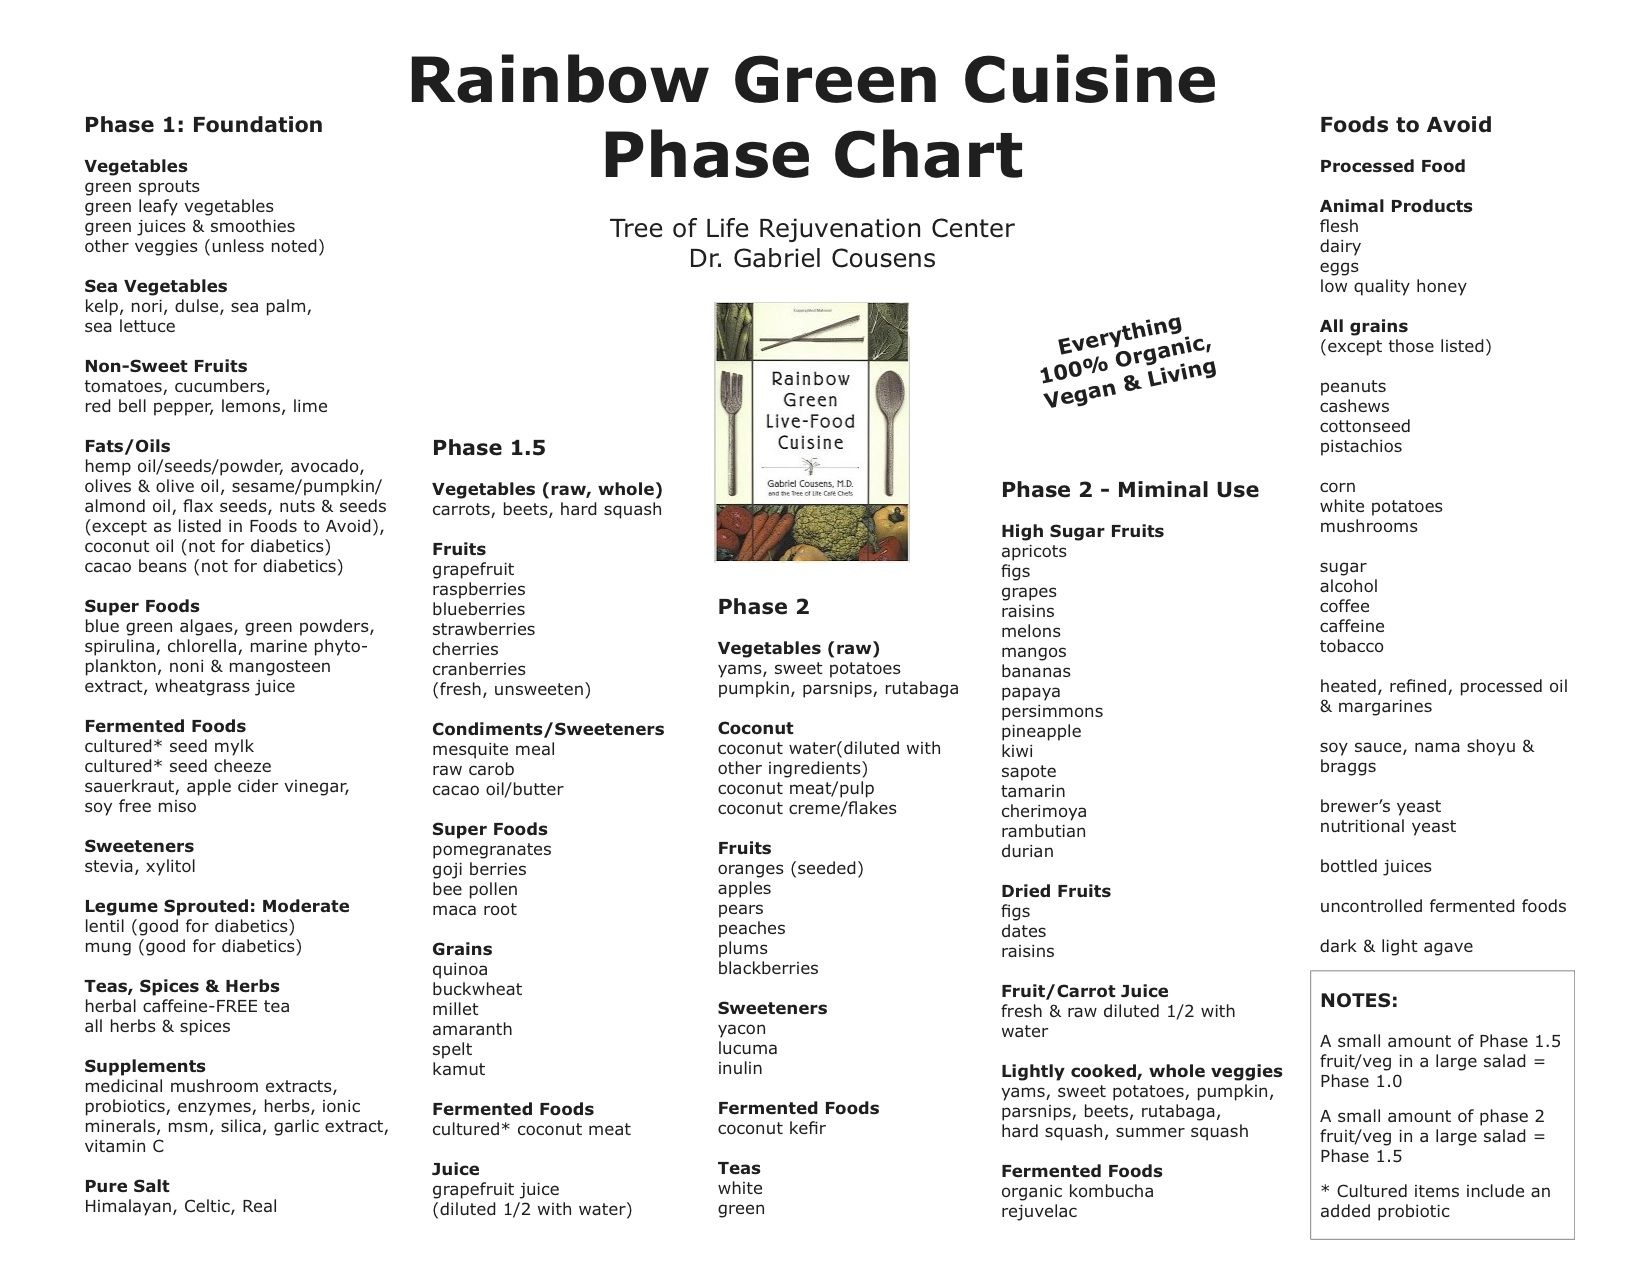 Rainbow Green Cuisine
Phase Chart
Tree of Life Rejuvenation Center
Dr. Gabriel Cousens
Phase 1: Foundation
Vegetables
green sprouts
green leafy vegetables
green juices & smoothies
other veggies (unless noted)
Sea Vegetables
kelp, nori, dulse, sea palm,
sea lettuce
Non-Sweet Fruits
tomatoes, cucumbers,
red bell pepper, lemons, lime
Fats/Oils
hemp oil/seeds/powder, avocado,
olives & olive oil, sesame/pumpkin/
almond oil, flax seeds, nuts & seeds
(except as listed in Foods to Avoid),
coconut oil (not for diabetics)
cacao beans (not for diabetics)
Super Foods
blue green algaes, green powders,
spirulina, chlorella, marine phyto-
plankton, noni & mangosteen
extract, wheatgrass juice
Fermented Foods
cultured* seed mylk
cultured* seed cheeze
sauerkraut, apple cider vinegar,
soy free miso
Sweeteners
stevia, xylitol
Legume Sprouted: Moderate
lentil (good for diabetics)
mung (good for diabetics)
Teas, Spices & Herbs
herbal caffeine-FREE tea
all herbs & spices
Supplements
medicinal mushroom extracts,
probiotics, enzymes, herbs, ionic
minerals, msm, silica, garlic extract,
vitamin C
Pure Salt
Himalayan, Celtic, Real
Phase 1.5
Vegetables (raw, whole)
carrots, beets, hard squash
Fruits
grapefruit
raspberries
blueberries
strawberries
cherries
cranberries
(fresh, unsweeten)
Condiments/Sweeteners
mesquite meal
raw carob
cacao oil/butter
Super Foods
pomegranates
goji berries
bee pollen
maca root
Grains
quinoa
buckwheat
millet
amaranth
spelt
kamut
Fermented Foods
cultured* coconut meat
Juice
grapefruit juice
(diluted 1/2 with water)
Rainbow
Green
Live-Food
Cuisine
Gabriel Cousens, M.D.
and the Tree of Life Café Chefs
Phase 2
Vegetables (raw)
yams, sweet potatoes
pumpkin, parsnips, rutabaga
Coconut
coconut water(diluted with
other ingredients)
coconut meat/pulp
coconut creme/flakes
Fruits
oranges (seeded)
apples
pears
peaches
plums
blackberries
Sweeteners
yacon
lucuma
inulin
Fermented Foods
coconut kefir
Teas
white
green
Everything
100% Organic,
Vegan & Living
Phase 2 - Miminal Use
High Sugar Fruits
apricots
figs
grapes
raisins
melons
mangos
bananas
papaya
persimmons
pineapple
kiwi
sapote
tamarin
cherimoya
rambutian
durian
Dried Fruits
figs
dates
raisins
Fruit/Carrot Juice
fresh & raw diluted 1/2 with
water
Lightly cooked, whole veggies
yams, sweet potatoes, pumpkin,
parsnips, beets, rutabaga,
hard squash, summer squash
Fermented Foods
organic kombucha
rejuvelac
Foods to Avoid
Processed Food
Animal Products
flesh
dairy
eggs
low quality honey
All grains
(except those listed)
peanuts
cashews
cottonseed
pistachios
corn
white potatoes
mushrooms
sugar
alcohol
coffee
caffeine
tobacco
heated, refined, processed oil
& margarines
soy sauce, nama shoyu &
braggs
brewer's yeast
nutritional yeast
bottled juices
uncontrolled fermented foods
dark & light agave
NOTES:
A small amount of Phase 1.5
fruit/veg in a large salad =
Phase 1.0
A small amount of phase 2
fruit/veg in a large salad =
Phase 1.5
* Cultured items include an
added probiotic